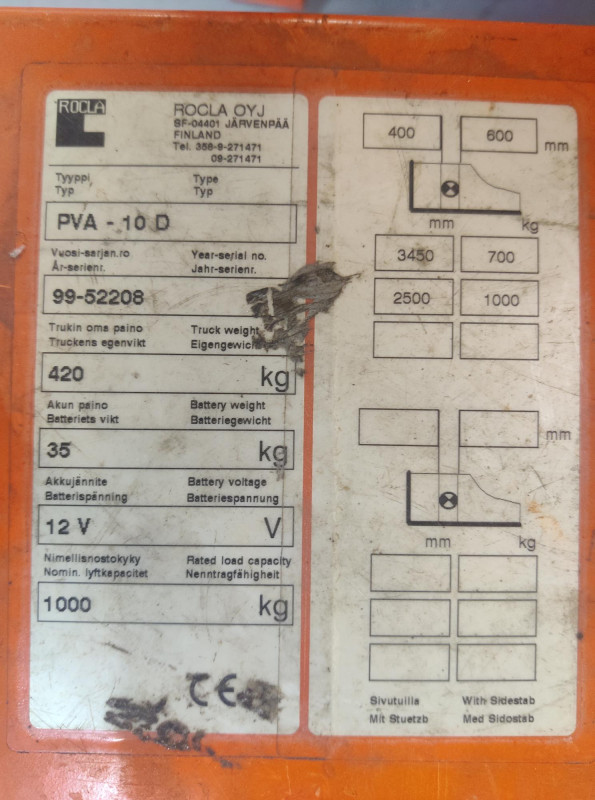 ROCLA
ROCLA OYJ
SF-04401 JÄRVENPÄÄ
FINLAND
Tel. 358-9-271471
09-271471
Tyyppi Type
Typ Typ
PVA - 10 D
Vuosi-sarjan.ro Year-serial no.
År-serienr. Jahr-serienr.
99-52208
Trukin oma paino Truck weight
Truckens egenvikt Eigengewicht
420 kg
Akun paino Battery weight
Batteriets vikt Batteriegewicht
35 kg
Akkujännite Battery voltage
Batterispänning Batteriespannung
12 V V
Nimellisnostokyky Rated load capacity
Nomin. lyftkapacitet Nenntragfähigheit
1000 kg
CE
400 600 mm
mm kg
3450 700
2500 1000
mm
mm kg
Sivutuilla With Sidestab
Mit Stuetzb Med Sidostab